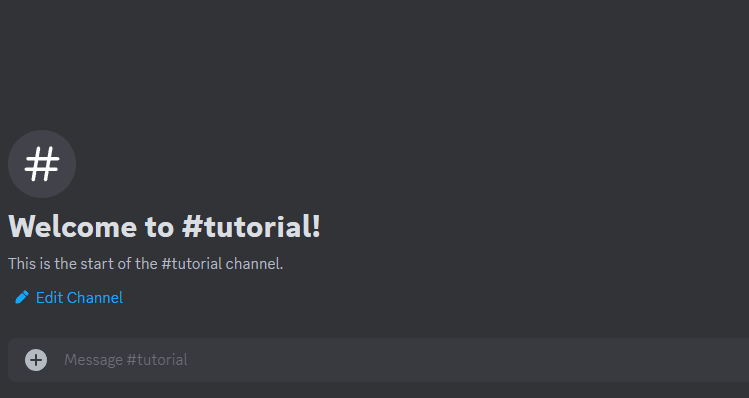 #
Welcome to #tutorial!
This is the start of the #tutorial channel.
Edit Channel
Message #tutorial